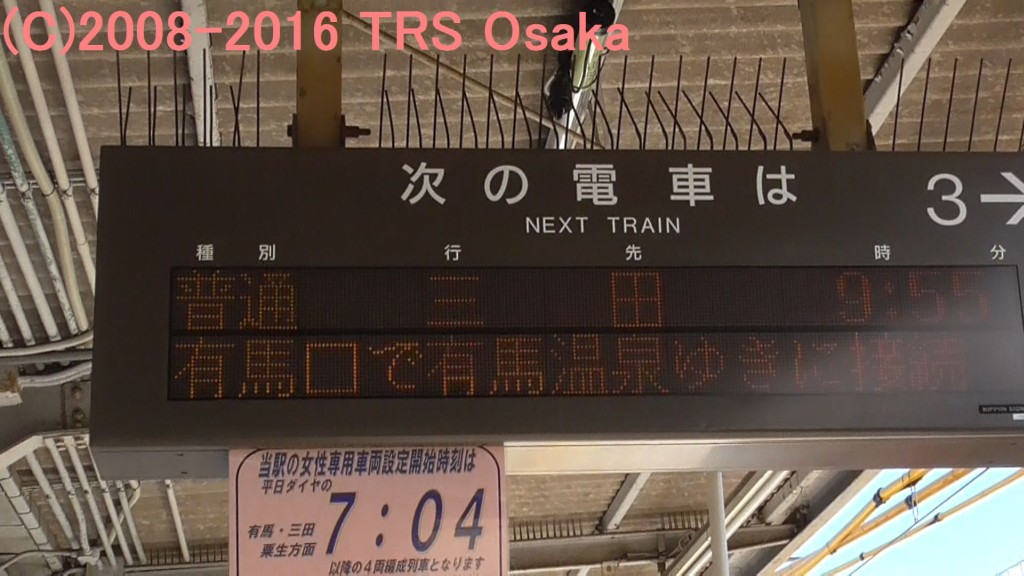 (C)2008-2016 TRS Osaka
次の電車は
NEXT TRAIN
3→
種別 行先 時分
普通 三田 9:55
有馬口で有馬温泉ゆきに接続
NIPPON SIGNAL
当駅の女性専用車両設定開始時刻は
平日ダイヤの
有馬・三田
粟生方面
7:04
以降の4両編成列車となります